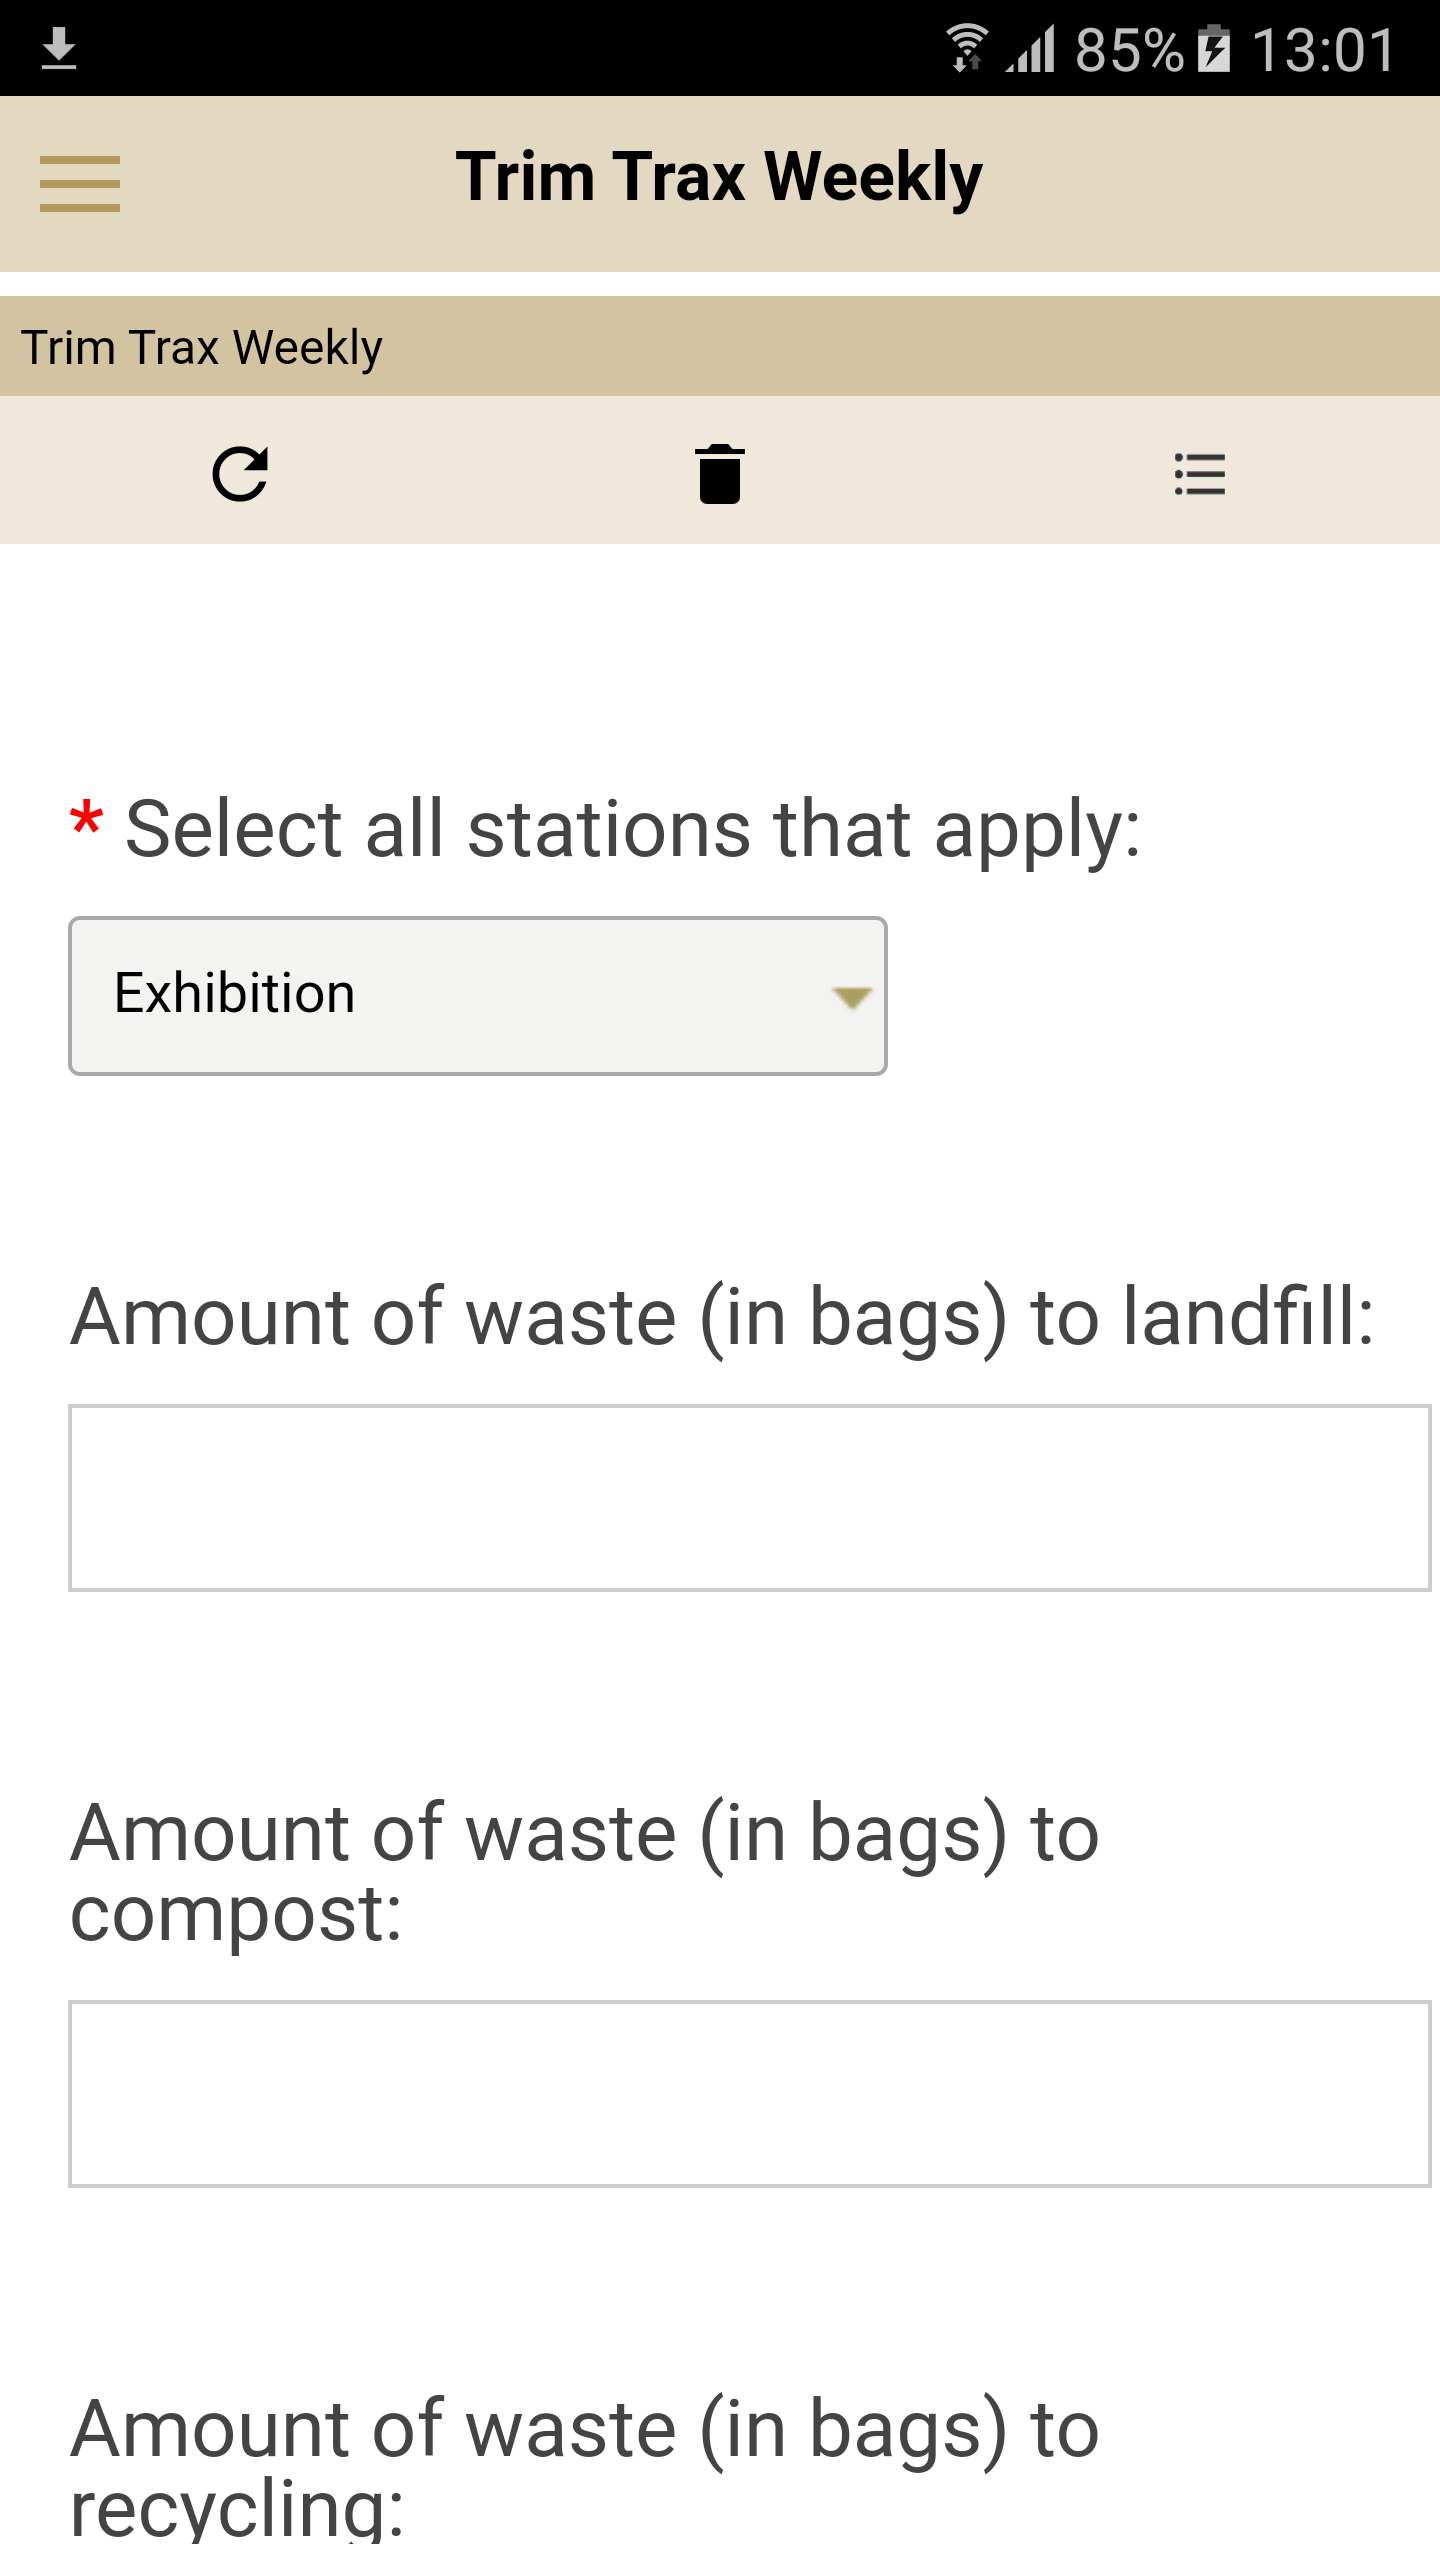 85% 13:01
Trim Trax Weekly
Trim Trax Weekly
* Select all stations that apply:
Exhibition
Amount of waste (in bags) to landfill:
Amount of waste (in bags) to
compost:
Amount of waste (in bags) to
recycling: